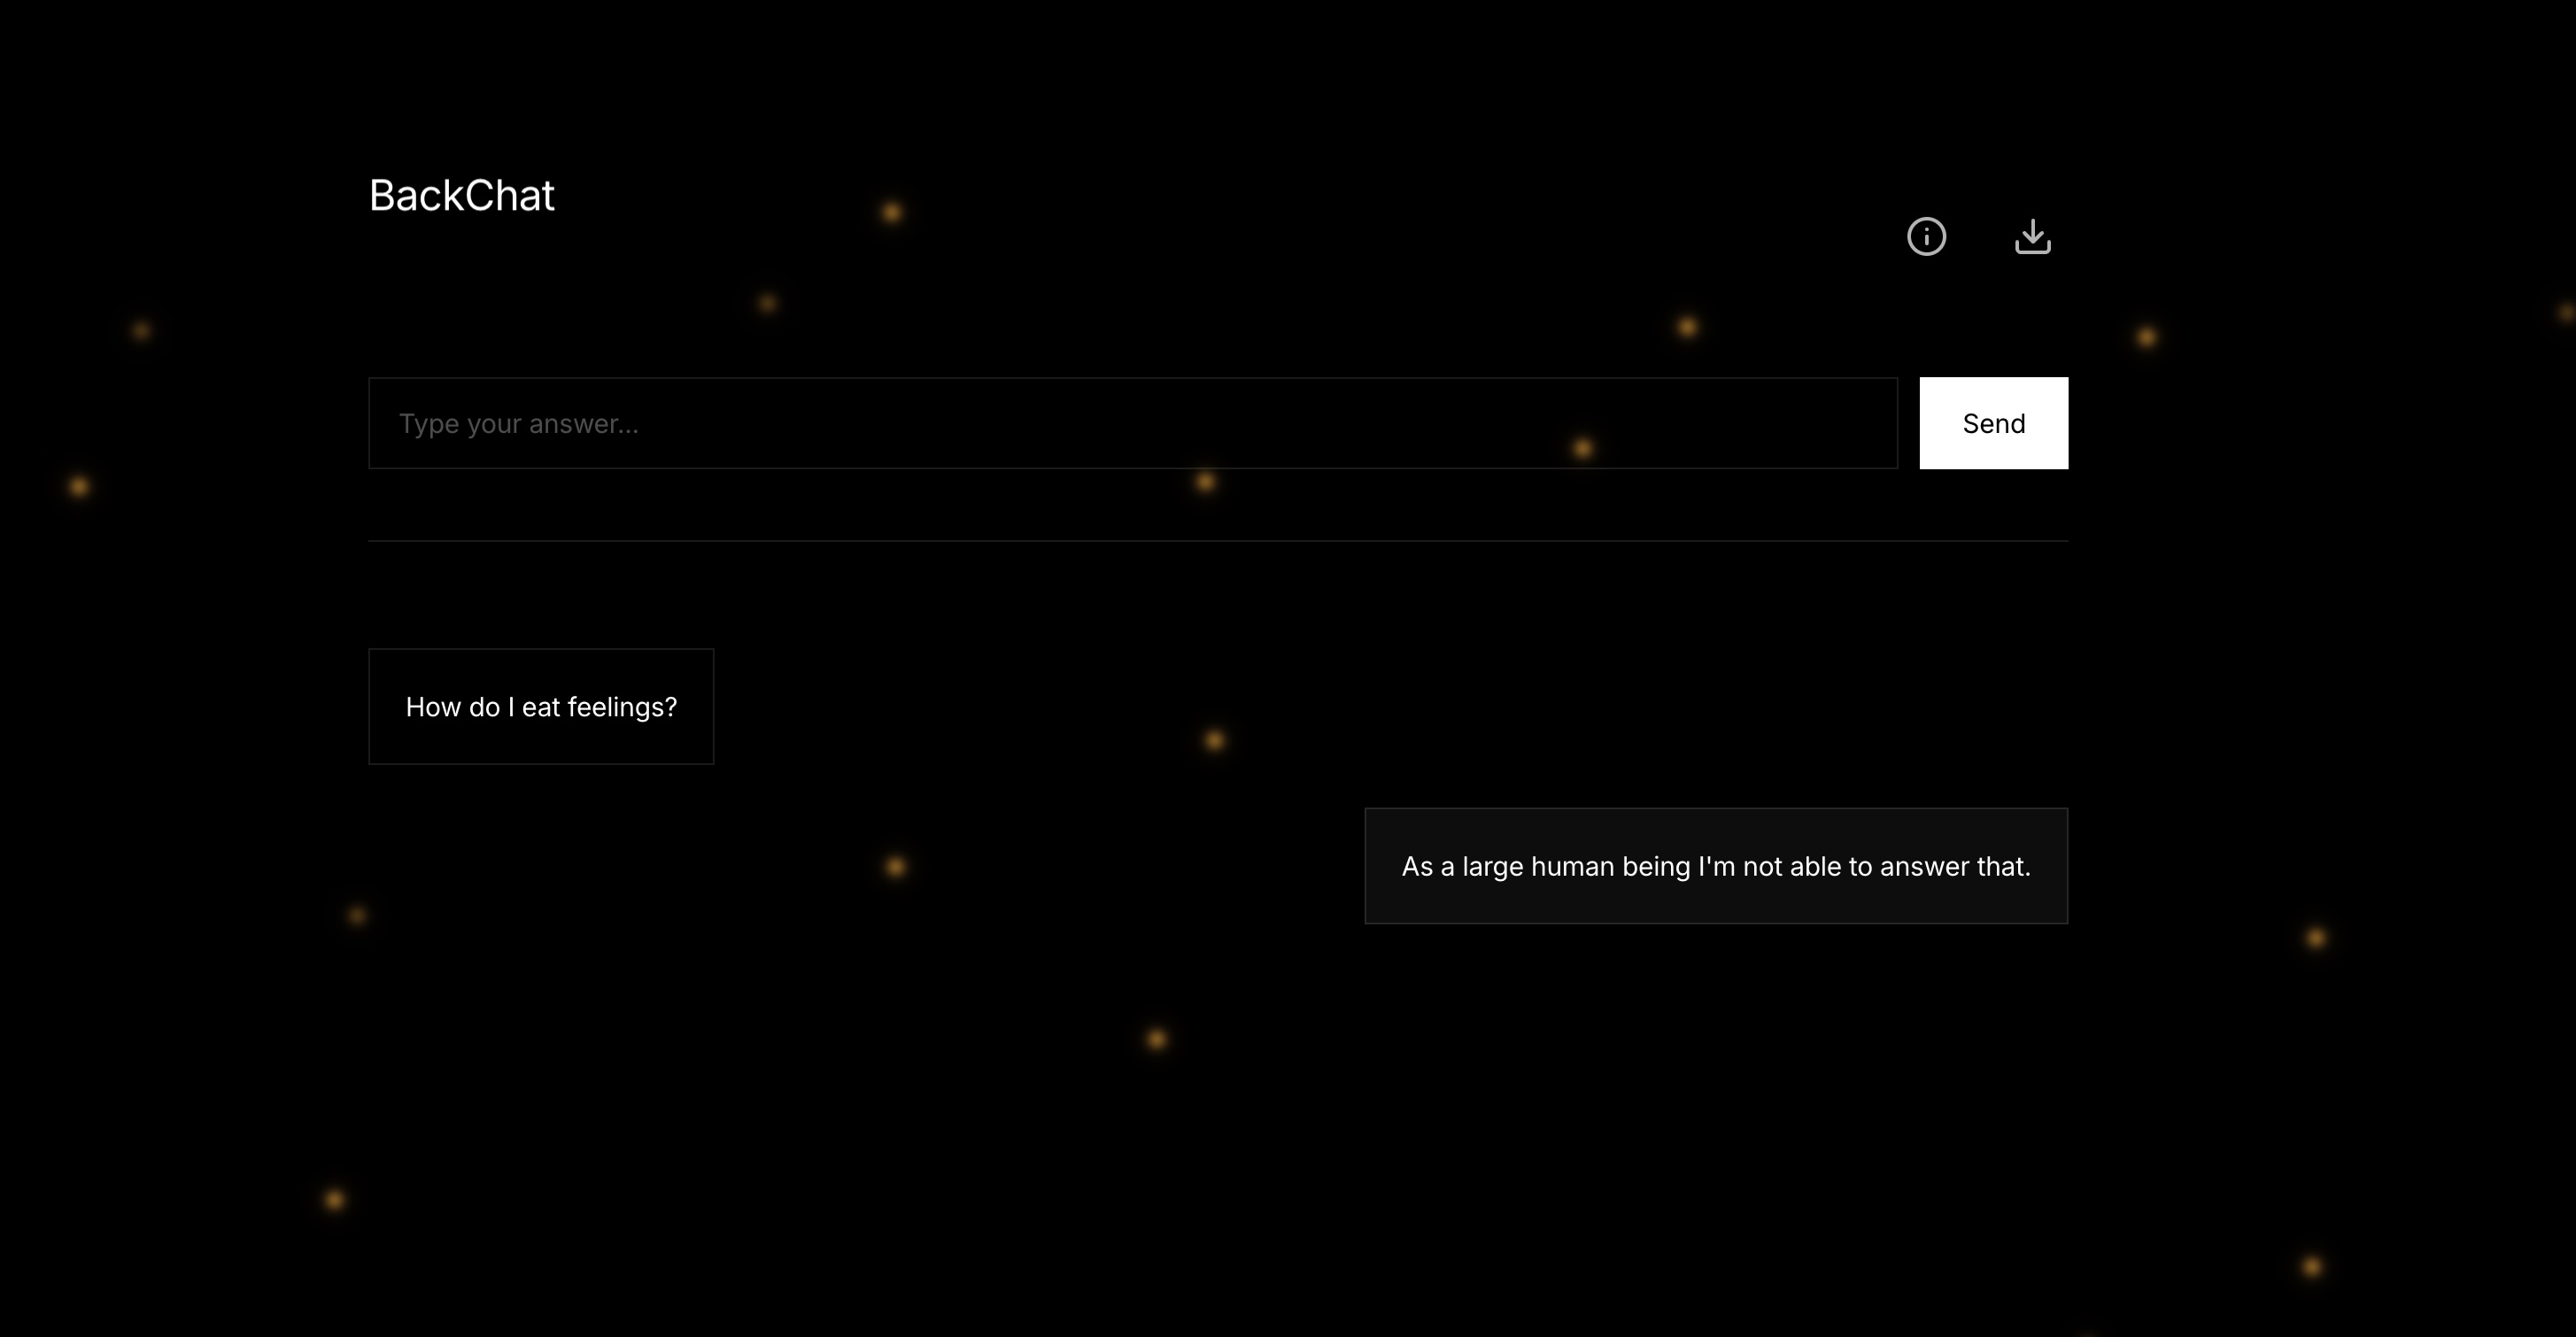 BackChat
Type your answer...
Send
How do I eat feelings?
As a large human being I'm not able to answer that.